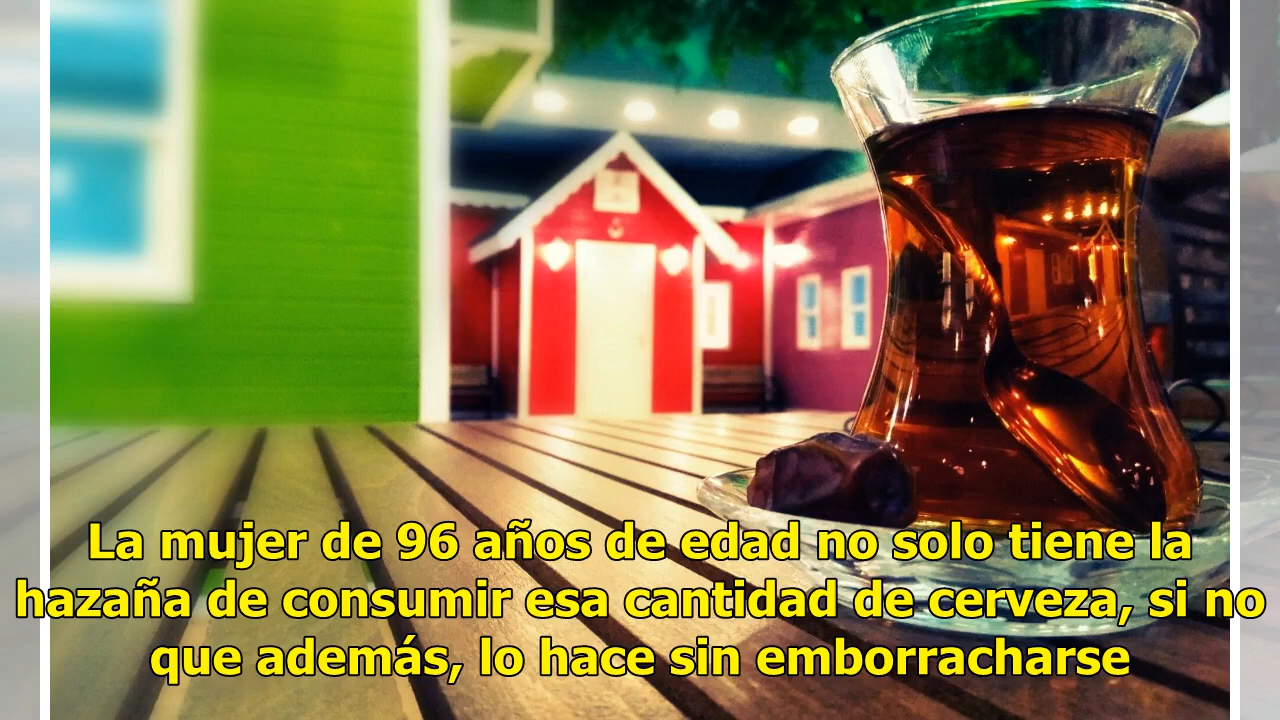 La mujer de 96 años de edad no solo tiene la
hazaña de consumir esa cantidad de cerveza, si no
que además, lo hace sin emborracharse